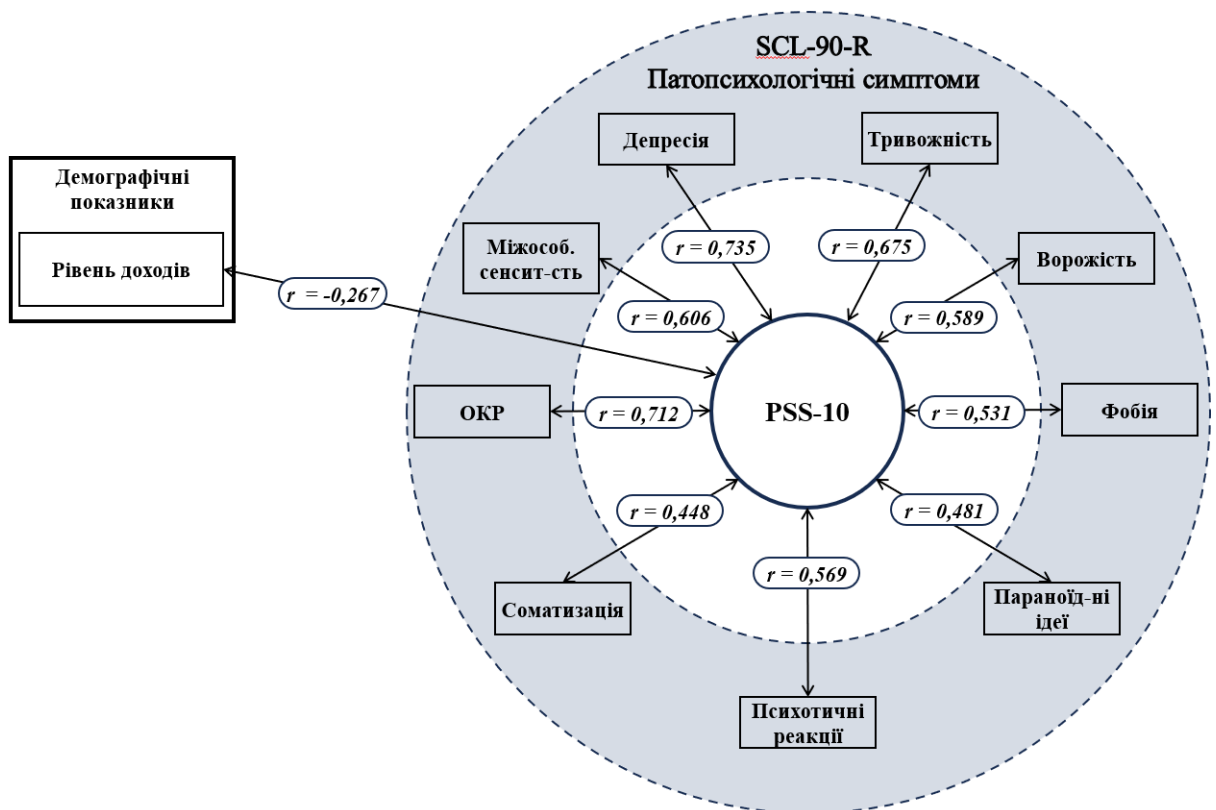 SCL-90-R
Патопсихологічні симптоми
Депресія
Тривожність
Демографічні
показники
Рівень доходів
Міжособ.
сенсит-сть
Ворожість
r = 0,735
r = 0,675
r = -0,267
r = 0,606
r = 0,589
ОКР
r = 0,712
PSS-10
r = 0,531
Фобія
r = 0,448
r = 0,481
r = 0,569
Соматизація
Параноїд-ні
ідеї
Психотичні
реакції